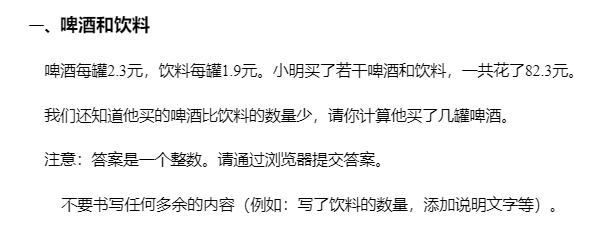 一、啤酒和饮料
啤酒每罐2.3元，饮料每罐1.9元。小明买了若干啤酒和饮料，一共花了82.3元。
我们还知道他买的啤酒比饮料的数量少，请你计算他买了几罐啤酒。
注意：答案是一个整数。请通过浏览器提交答案。
不要书写任何多余的内容（例如：写了饮料的数量，添加说明文字等）。